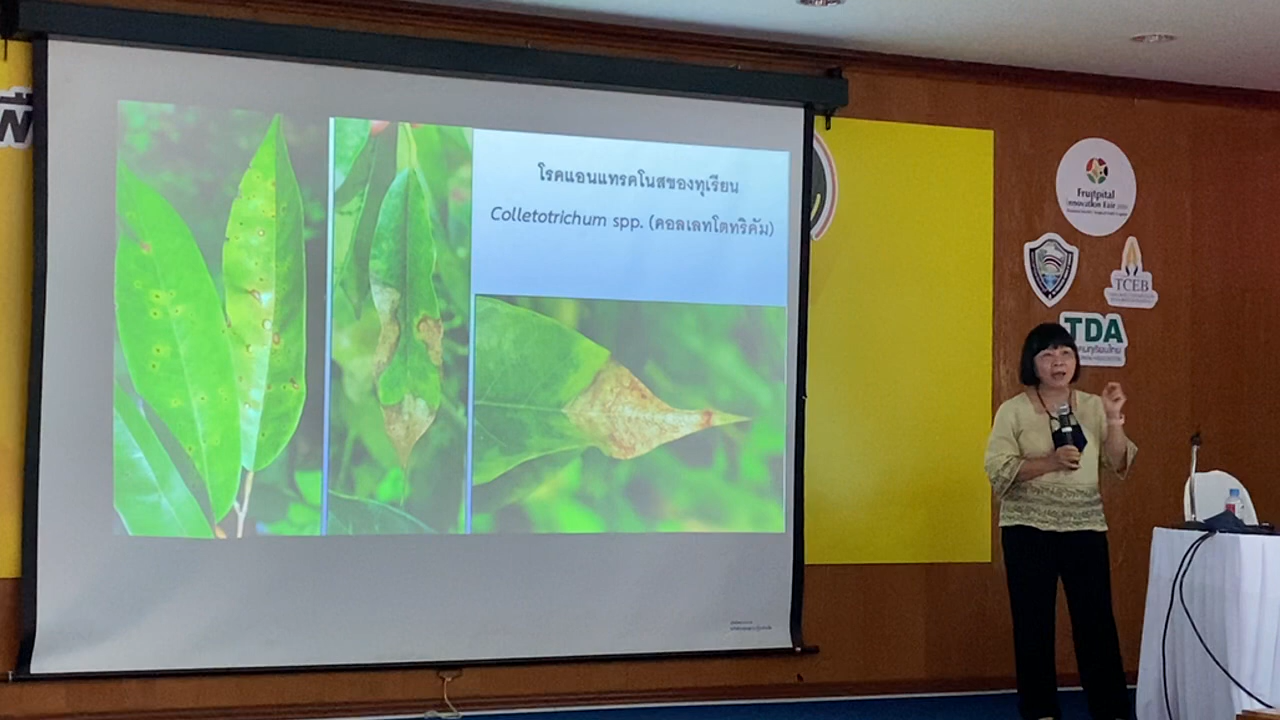 โรคแอนแทรคโนสของทุเรียน
Colletotrichum spp. (คอลเลทโตทริคัม)
Fruitpital
Innovation Fair
TCEB
TDA